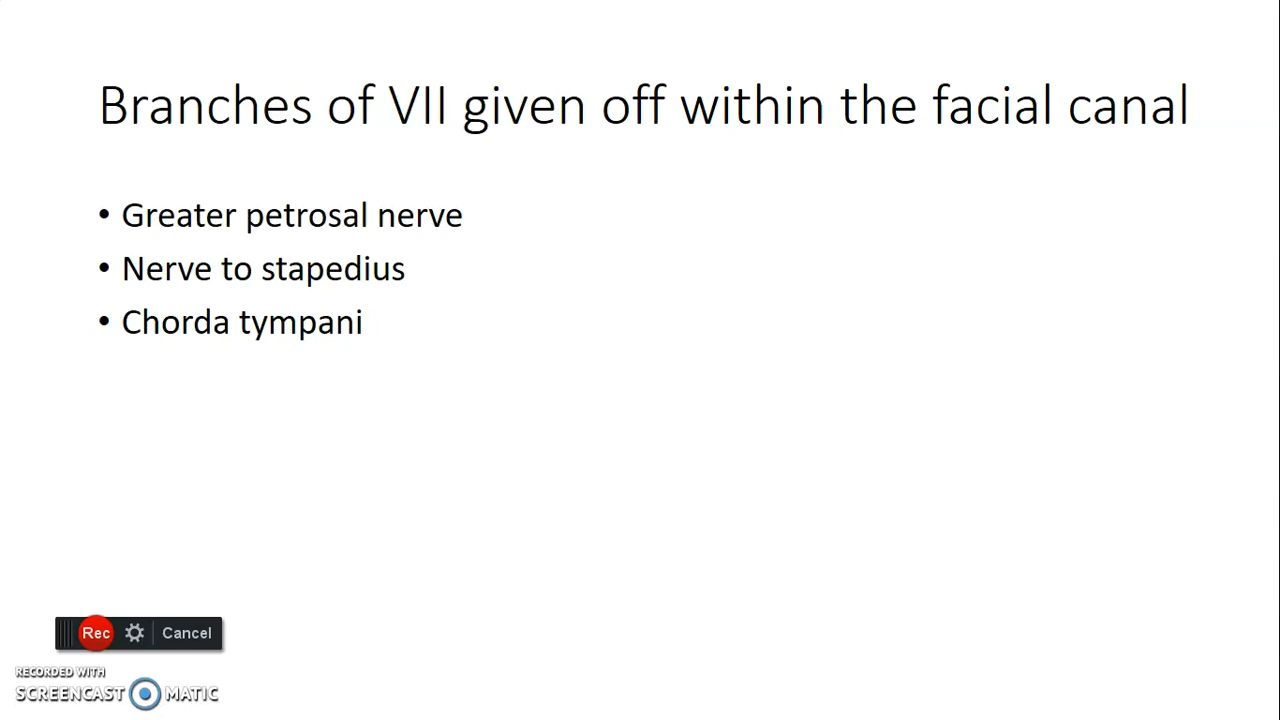 Branches of VII given off within the facial canal
• Greater petrosal nerve
• Nerve to stapedius
• Chorda tympani
Rec Cancel
RECORDED WITH
SCREENCAST MATIC